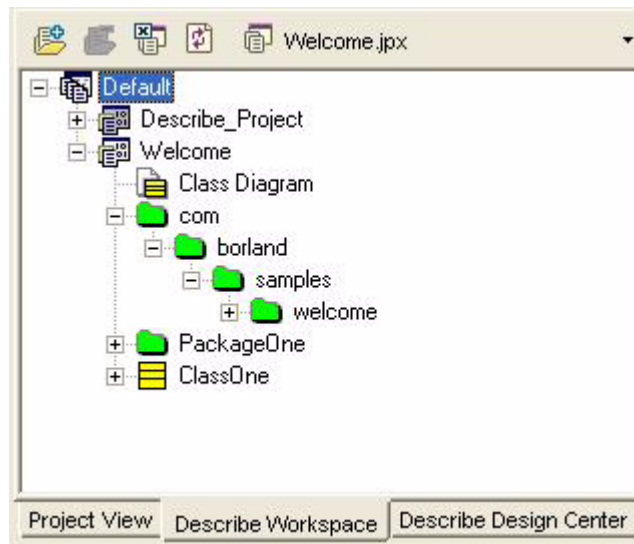 Welcome.jpx
Default
Describe_Project
Welcome
Class Diagram
com
borland
samples
welcome
PackageOne
ClassOne
Project View Describe Workspace Describe Design Center